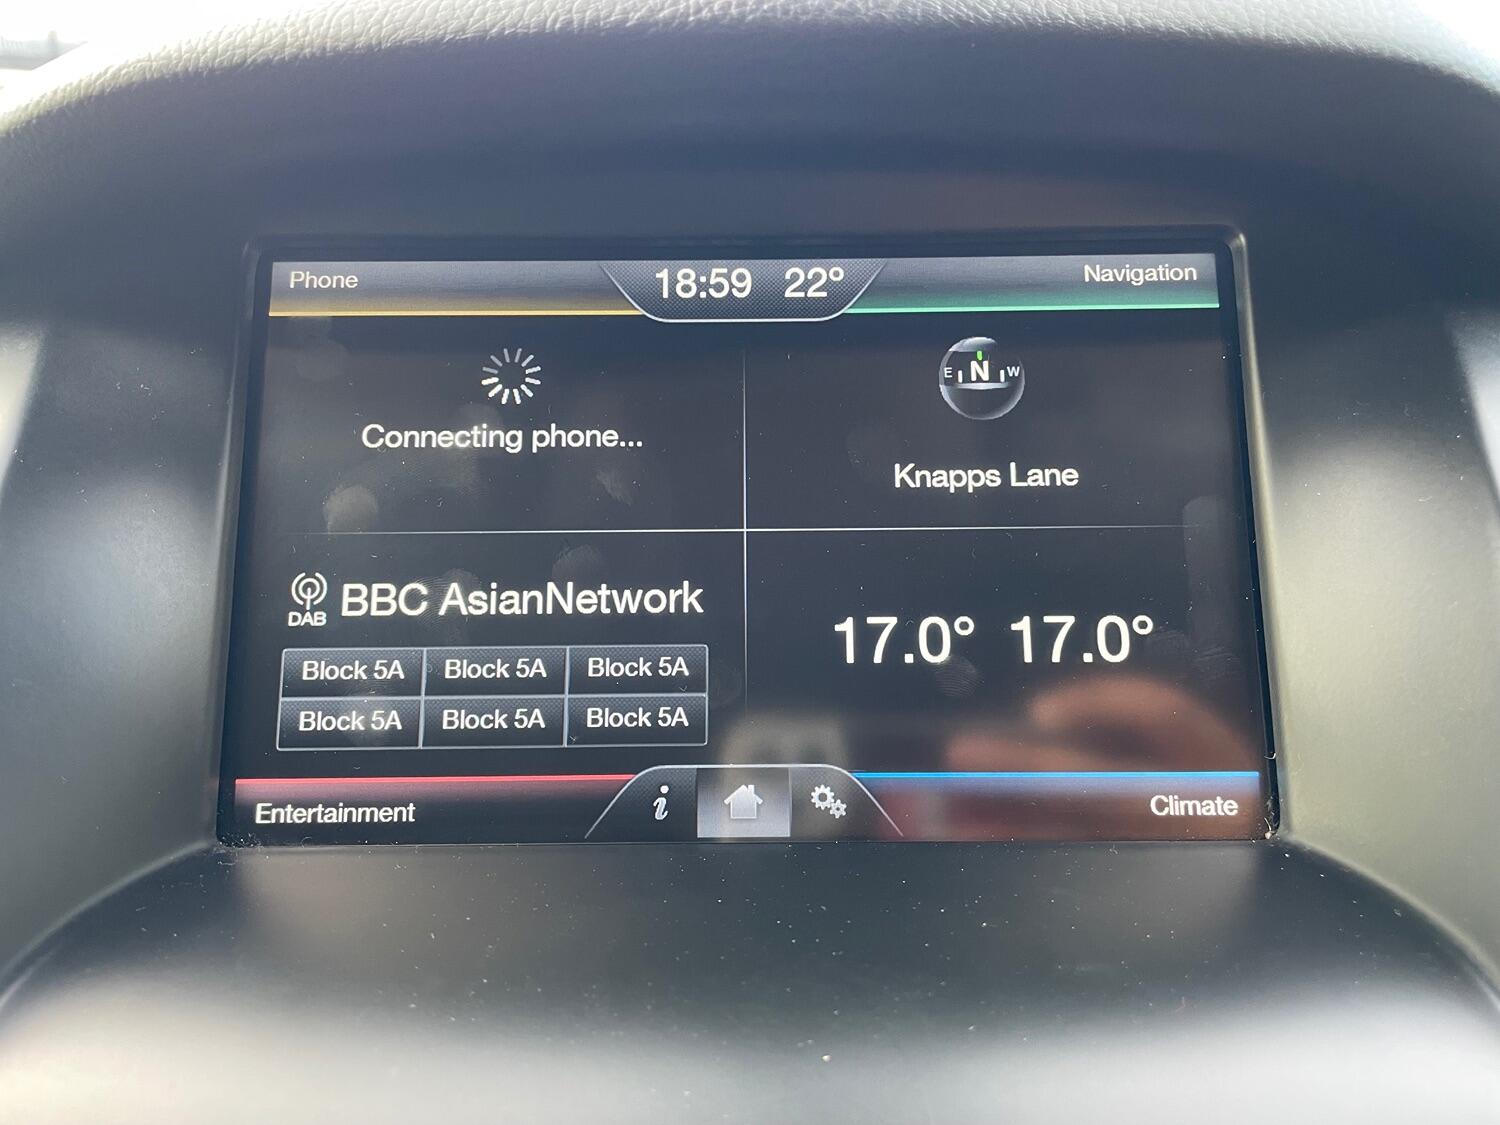 Phone
18:59 22°
Navigation
Connecting phone...
E N W
Knapps Lane
DAB
BBC AsianNetwork
Block 5A Block 5A Block 5A
Block 5A Block 5A Block 5A
17.0° 17.0°
Entertainment
i
Climate